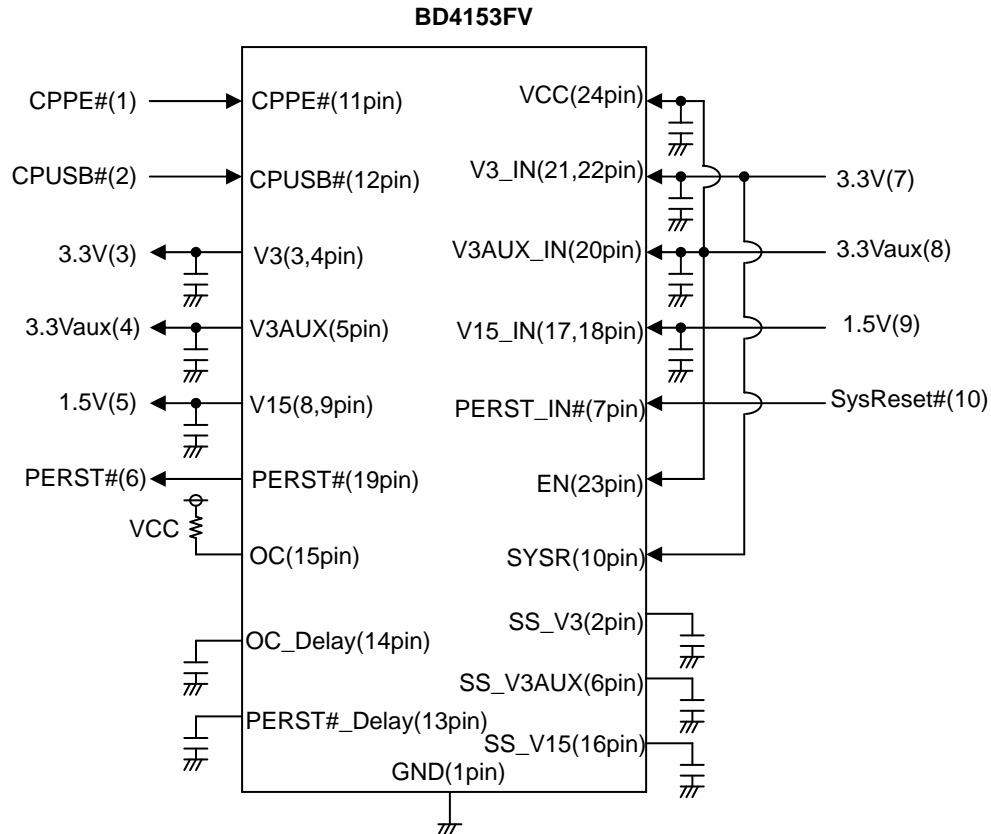 BD4153FV
CPPE#(1)
CPPE#(11pin)
VCC(24pin)
CPUSB#(2)
CPUSB#(12pin)
V3_IN(21,22pin)
3.3V(7)
3.3V(3)
V3(3,4pin)
V3AUX_IN(20pin)
3.3Vaux(8)
3.3Vaux(4)
V3AUX(5pin)
V15_IN(17,18pin)
1.5V(9)
1.5V(5)
V15(8,9pin)
PERST_IN#(7pin)
SysReset#(10)
PERST#(6)
PERST#(19pin)
EN(23pin)
VCC
OC(15pin)
SYSR(10pin)
SS_V3(2pin)
OC_Delay(14pin)
SS_V3AUX(6pin)
PERST#_Delay(13pin)
SS_V15(16pin)
GND(1pin)